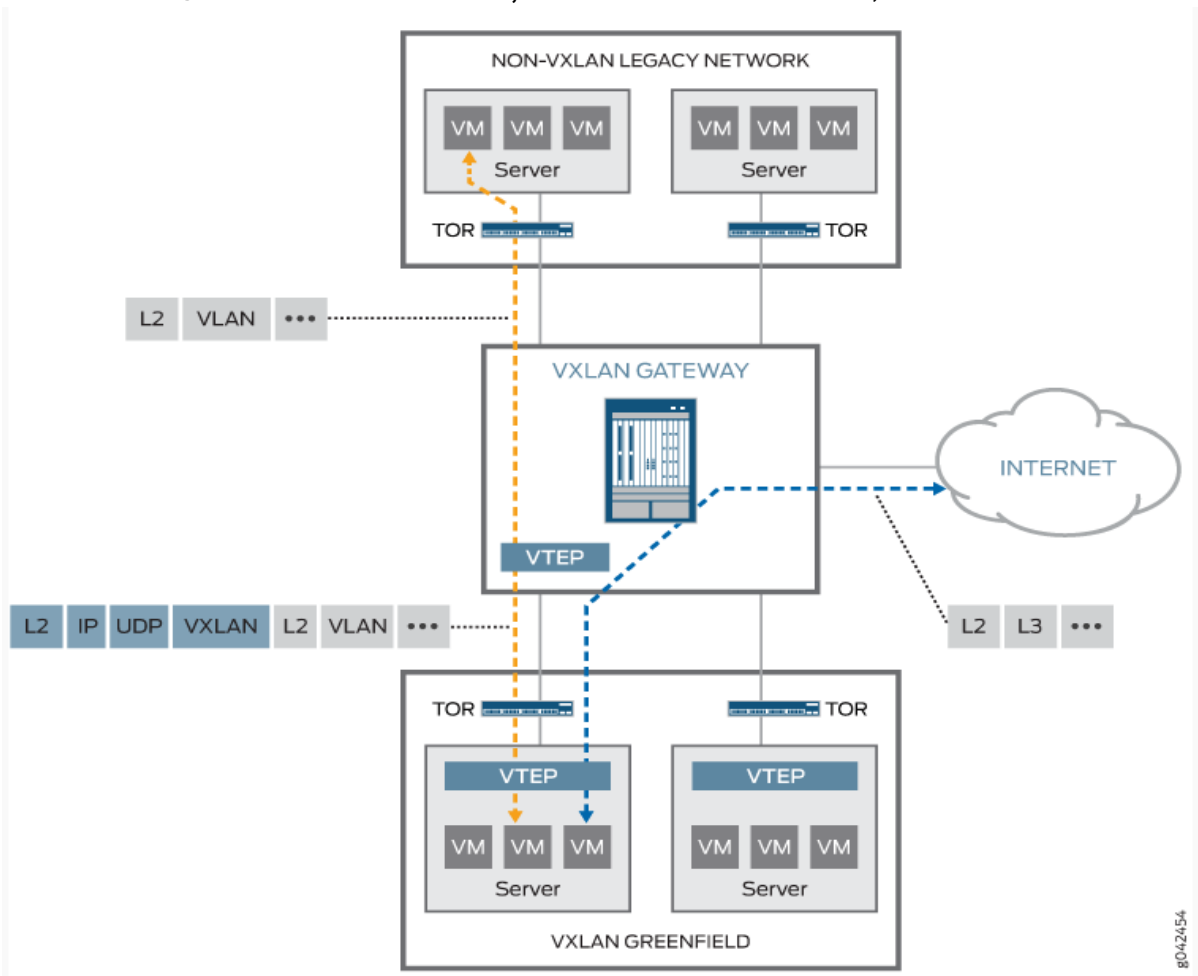 NON-VXLAN LEGACY NETWORK
VM VM VM VM VM VM
Server Server
TOR TOR
L2 VLAN •••
VXLAN GATEWAY
INTERNET
VTEP
L2 IP UDP VXLAN L2 VLAN •••
L2 L3 •••
TOR TOR
VTEP VTEP
VM VM VM VM VM VM
Server Server
VXLAN GREENFIELD
g042454